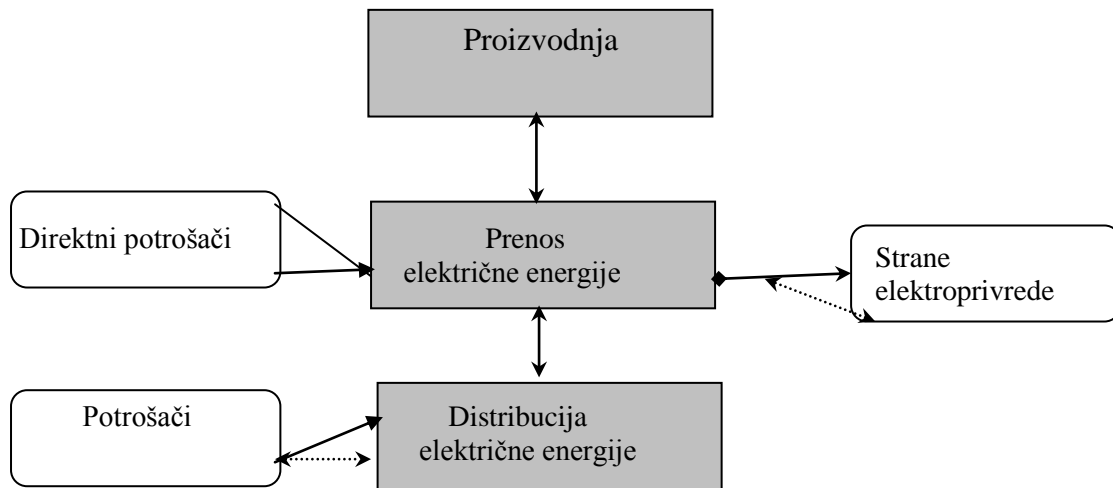 Proizvodnja
Direktni potrošači
Prenos
električne energije
Strane
elektroprivrede
Potrošači
Distribucija
električne energije